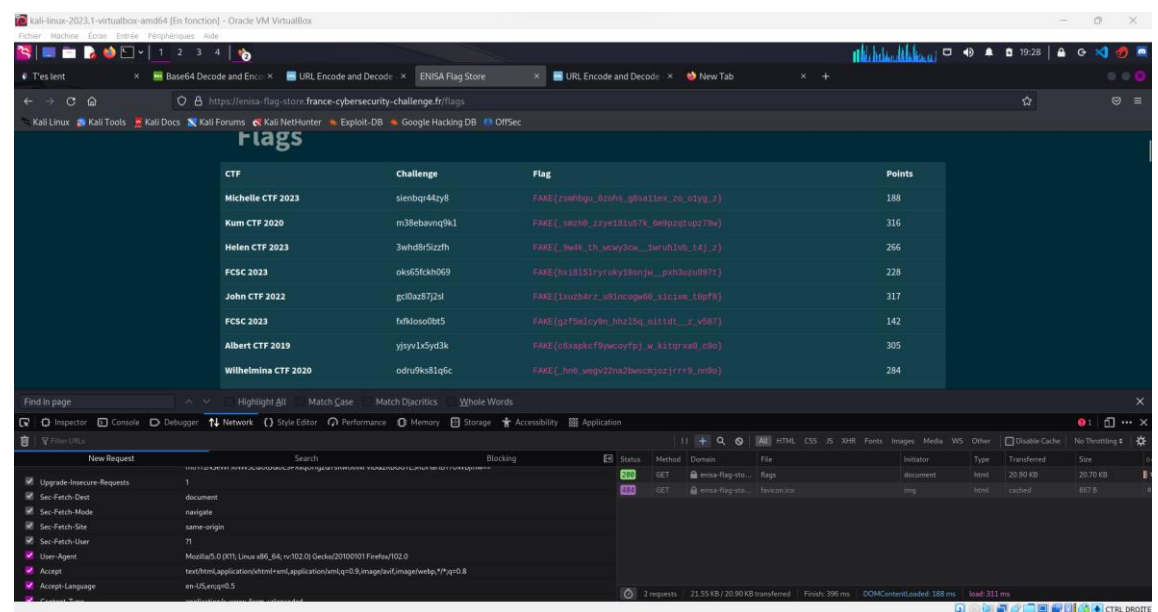 kali-linux-2023.1-virtualbox-amd64 [En fonction] - Oracle VM VirtualBox
Fichier Machine Écran Entrée Périphériques Aide
1 2 3 4
19:28
T'es lent
Base64 Decode and Enco
URL Encode and Decode
ENISA Flag Store
URL Encode and Decode
New Tab
https://enisa-flag-store.france-cybersecurity-challenge.fr/flags
Kali Linux Kali Tools Kali Docs Kali Forums Kali NetHunter Exploit-DB Google Hacking DB OffSec
Flags
CTF Challenge Flag Points
Michelle CTF 2023 sienbqr44zy8 188
Kum CTF 2020 m38ebavnq9k1 316
Helen CTF 2023 3whd8r5izzfh 266
FCSC 2023 oks65fckh069 228
John CTF 2022 gcl0az87j2sl 317
FCSC 2023 fxfkloso0bt5 142
Albert CTF 2019 yjsyv1x5yd3k 305
Wilhelmina CTF 2020 odru9ks81q6c 284
Find in page Highlight All Match Case Match Diacritics Whole Words
Inspector Console Debugger Network Style Editor Performance Memory Storage Accessibility Application 1
Filter URLs All HTML CSS JS XHR Fonts Images Media WS Other Disable Cache No Throttling
New Request Search Blocking Status Method Domain File Initiator Type Transferred Size
200 GET enisa-flag-sto... flags document html 20.90 KB 20.70 KB
404 GET enisa-flag-sto... favicon.ico img html cached 867 B
Upgrade-Insecure-Requests 1
Sec-Fetch-Dest document
Sec-Fetch-Mode navigate
Sec-Fetch-Site same-origin
Sec-Fetch-User ?1
User-Agent Mozilla/5.0 (X11; Linux x86_64; rv:102.0) Gecko/20100101 Firefox/102.0
Accept text/html,application/xhtml+xml,application/xml;q=0.9,image/avif,image/webp,*/*;q=0.8
Accept-Language en-US,en;q=0.5
2 requests 21.55 KB / 20.90 KB transferred Finish: 396 ms DOMContentLoaded: 188 ms load: 311 ms
CTRL DROITE